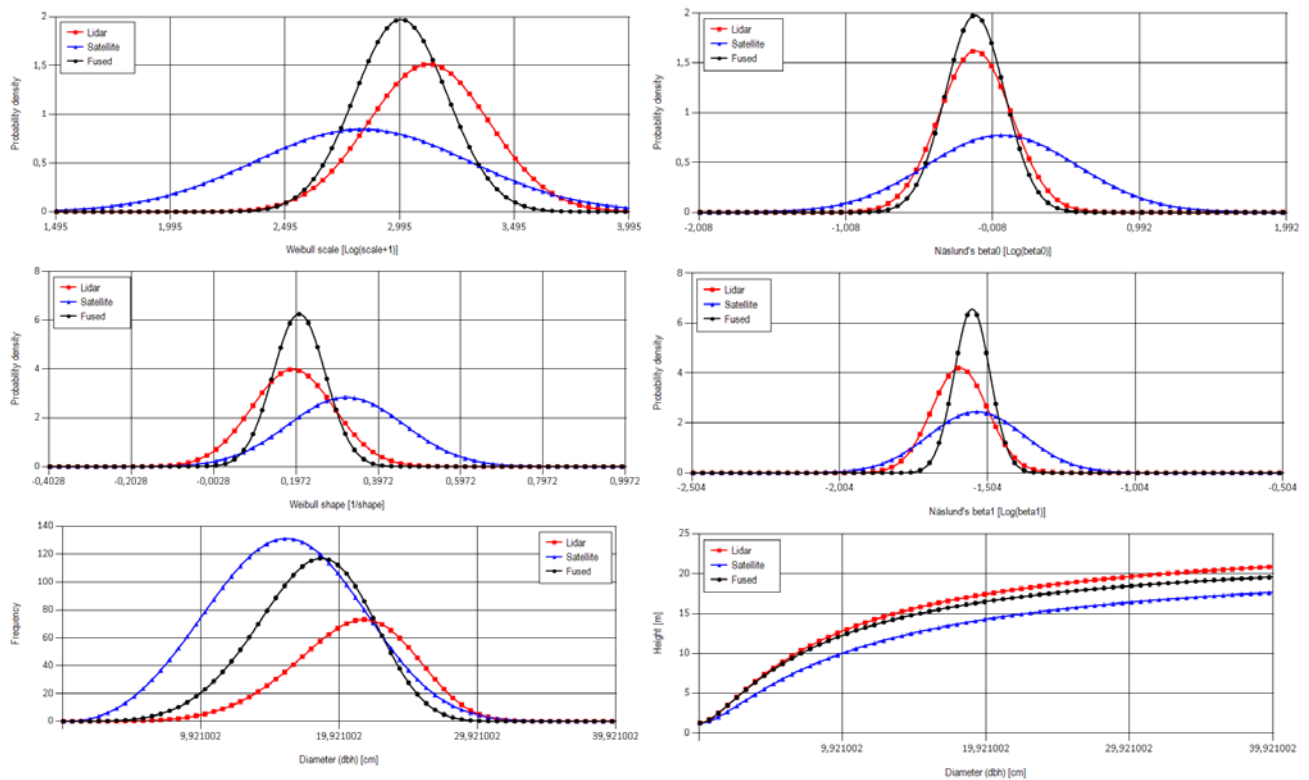 2
1,5
1
0,5
0
Probability density
Lidar
Satellite
Fused
1,495 1,995 2,495 2,995 3,495 3,995
Weibull scale [Log(scale+1)]
2
1,5
1
0,5
0
Probability density
Lidar
Satellite
Fused
-2,008 -1,008 -0,008 0,992 1,992
Näslund's beta0 [Log(beta0)]
8
6
4
2
0
Probability density
Lidar
Satellite
Fused
-0,4028 -0,2028 -0,0028 0,1972 0,3972 0,5972 0,7972 0,9972
Weibull shape [1/shape]
8
6
4
2
0
Probability density
Lidar
Satellite
Fused
-2,504 -2,004 -1,504 -1,004 -0,504
Näslund's beta1 [Log(beta1)]
140
120
100
80
60
40
20
0
Frequency
Lidar
Satellite
Fused
9,921002 19,921002 29,921002 39,921002
Diameter (dbh) [cm]
25
20
15
10
5
0
Height [m]
Lidar
Satellite
Fused
9,921002 19,921002 29,921002 39,921002
Diameter (dbh) [cm]